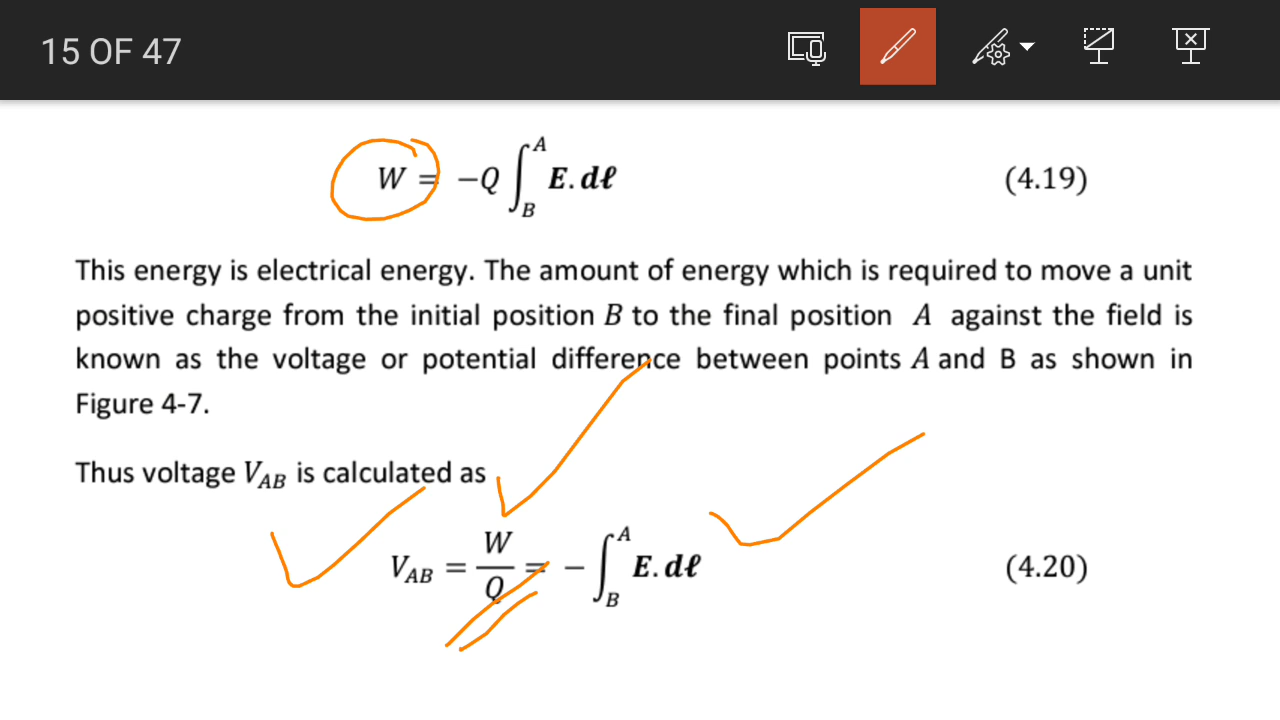 15 OF 47
W = −Q ∫_B^A E. dℓ (4.19)
This energy is electrical energy. The amount of energy which is required to move a unit
positive charge from the initial position B to the final position A against the field is
known as the voltage or potential difference between points A and B as shown in
Figure 4-7.
Thus voltage V_AB is calculated as
V_AB = W/Q = − ∫_B^A E. dℓ (4.20)